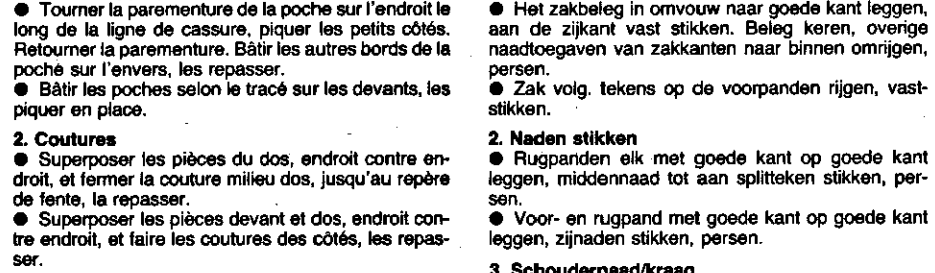 ● Tourner la parementure de la poche sur l'endroit le
long de la ligne de cassure, piquer les petits côtés.
Retourner la parementure. Bâtir les autres bords de la
poche sur l'envers, les repasser.
● Bâtir les poches selon le tracé sur les devants, les
piquer en place.
2. Coutures
● Superposer les pièces du dos, endroit contre en-
droit, et fermer la couture milieu dos, jusqu'au repère
de fente, la repasser.
● Superposer les pièces devant et dos, endroit con-
tre endroit, et faire les coutures des côtés, les repas-
ser.
● Het zakbeleg in omvouw naar goede kant leggen,
aan de zijkant vast stikken. Beleg keren, overige
naadtoegaven van zakkanten naar binnen omrijgen,
persen.
● Zak volg. tekens op de voorpanden rijgen, vast-
stikken.
2. Naden stikken
● Rugpanden elk met goede kant op goede kant
leggen, middennaad tot aan splitteken stikken, per-
sen.
● Voor- en rugpand met goede kant op goede kant
leggen, zijnaden stikken, persen.
3. Schoudernaad/kraag